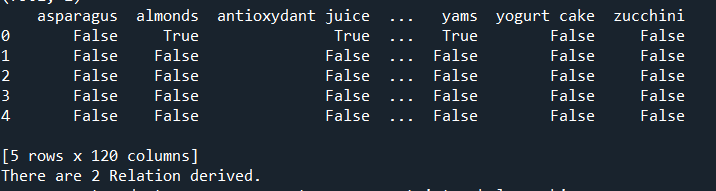 asparagus almonds antioxydant juice ... yams yogurt cake zucchini
0 False True True ... True False False
1 False False False ... False False False
2 False False False ... False False False
3 False False False ... False False False
4 False False False ... False False False
[5 rows x 120 columns]
There are 2 Relation derived.